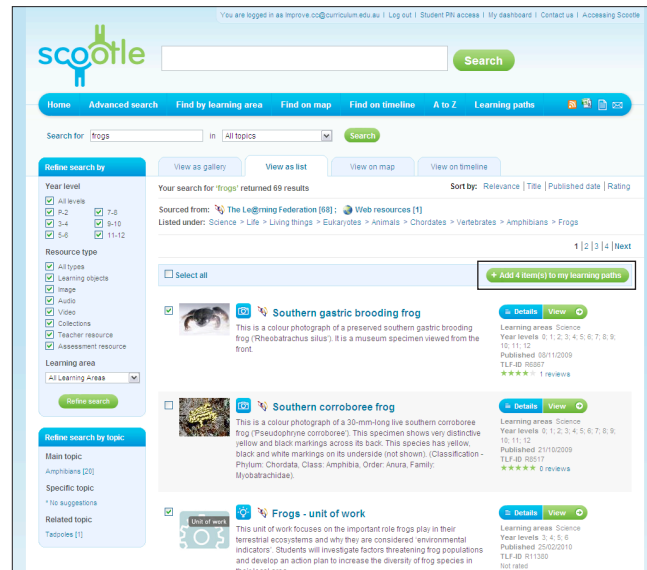 You are logged in as improve.cc@curriculum.edu.au | Log out | Student PIN access | My dashboard | Contact us | Accessing Scootle
scootle
Search
Home Advanced search Find by learning area Find on map Find on timeline A to Z Learning paths
Search for frogs in All topics Search
Refine search by
Year level
All levels
P-2 7-8
3-4 9-10
5-6 11-12
Resource type
All types
Learning objects
Image
Audio
Video
Collections
Teacher resource
Assessment resource
Learning area
All Learning Areas
Refine search
Refine search by topic
Main topic
Amphibians [20]
Specific topic
* No suggestions
Related topic
Tadpoles [1]
View as gallery View as list View on map View on timeline
Your search for 'frogs' returned 69 results Sort by: Relevance | Title | Published date | Rating
Sourced from: The Le@rning Federation [68] ; Web resources [1]
Listed under: Science > Life > Living things > Eukaryotes > Animals > Chordates > Vertebrates > Amphibians > Frogs
1 | 2 | 3 | 4 | Next
Select all + Add 4 item(s) to my learning paths
Southern gastric brooding frog
This is a colour photograph of a preserved southern gastric brooding
frog ('Rheobatrachus silus'). It is a museum specimen viewed from the
front.
Details View
Learning areas Science
Year levels 0; 1; 2; 3; 4; 5; 6; 7; 8; 9;
10; 11; 12
Published 08/11/2009
TLF-ID R6867
1 reviews
Southern corroboree frog
This is a colour photograph of a 30-mm-long live southern corroboree
frog ('Pseudophryne corroboree'). This specimen shows very distinctive
yellow and black markings across its back. This species has yellow,
black and white markings on its underside (not shown). (Classification -
Phylum: Chordata, Class: Amphibia, Order: Anura, Family:
Myobatrachidae).
Details View
Learning areas Science
Year levels 0; 1; 2; 3; 4; 5; 6; 7; 8; 9;
10; 11; 12
Published 21/10/2009
TLF-ID R8517
0 reviews
Unit of work
Frogs - unit of work
This unit of work focuses on the important role frogs play in their
terrestrial ecosystems and why they are considered 'environmental
indicators'. Students will investigate factors threatening frog populations
and develop an action plan to increase the diversity of frog species in
their local area.
Details View
Learning areas Science
Year levels 3; 4; 5; 6
Published 25/02/2010
TLF-ID R11380
Not rated